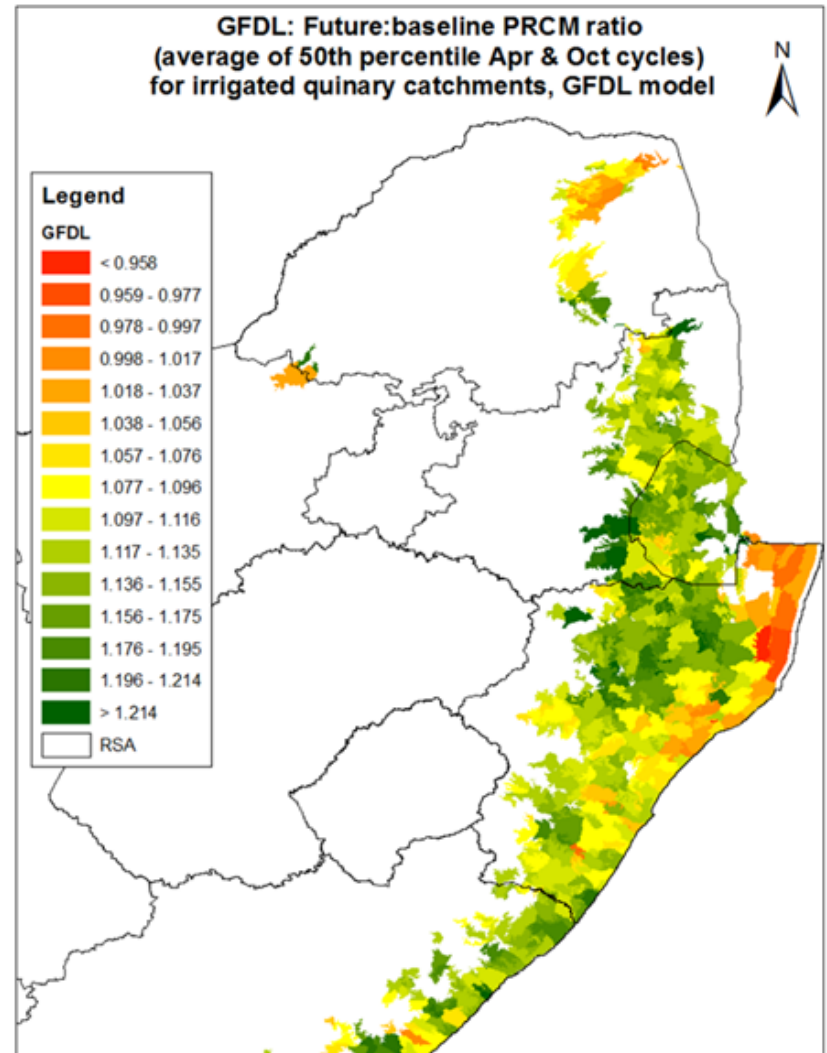 GFDL: Future:baseline PRCM ratio
(average of 50th percentile Apr & Oct cycles)
for irrigated quinary catchments, GFDL model
N
Legend
GFDL
< 0.958
0.959 - 0.977
0.978 - 0.997
0.998 - 1.017
1.018 - 1.037
1.038 - 1.056
1.057 - 1.076
1.077 - 1.096
1.097 - 1.116
1.117 - 1.135
1.136 - 1.155
1.156 - 1.175
1.176 - 1.195
1.196 - 1.214
> 1.214
RSA